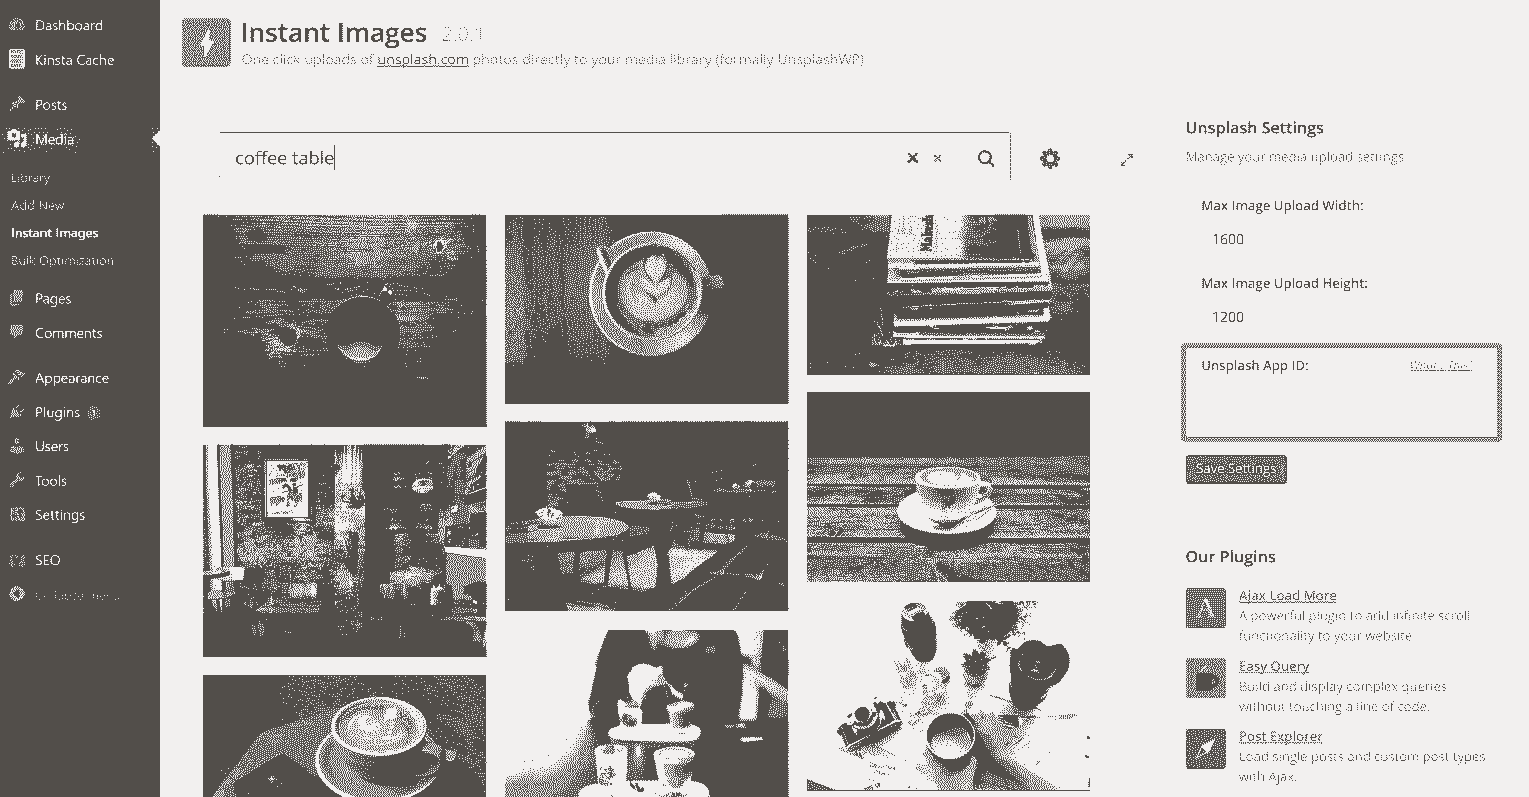 Dashboard
Kinsta Cache
Posts
Media
Library
Add New
Instant Images
Bulk Optimization
Pages
Comments
Appearance
Plugins 1
Users
Tools
Settings
SEO
Instant Images 2.0.1
One click uploads of unsplash.com photos directly to your media library (formally UnsplashWP)
coffee table
Unsplash Settings
Manage your media upload settings
Max Image Upload Width:
1600
Max Image Upload Height:
1200
Unsplash App ID:
Save Settings
Our Plugins
Ajax Load More
A powerful plugin to add infinite scroll
functionality to your website.
Easy Query
Build and display complex queries
without touching a line of code.
Post Explorer
Load single posts and custom post types
with Ajax.